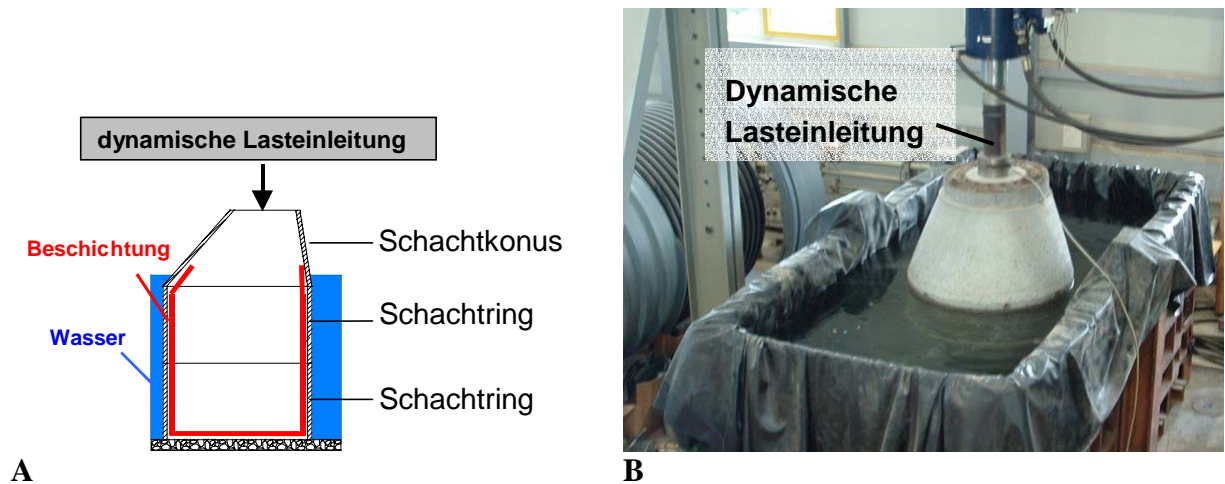 dynamische Lasteinleitung
Beschichtung
Wasser
Schachtkonus
Schachtring
Schachtring
A
Dynamische
Lasteinleitung
B